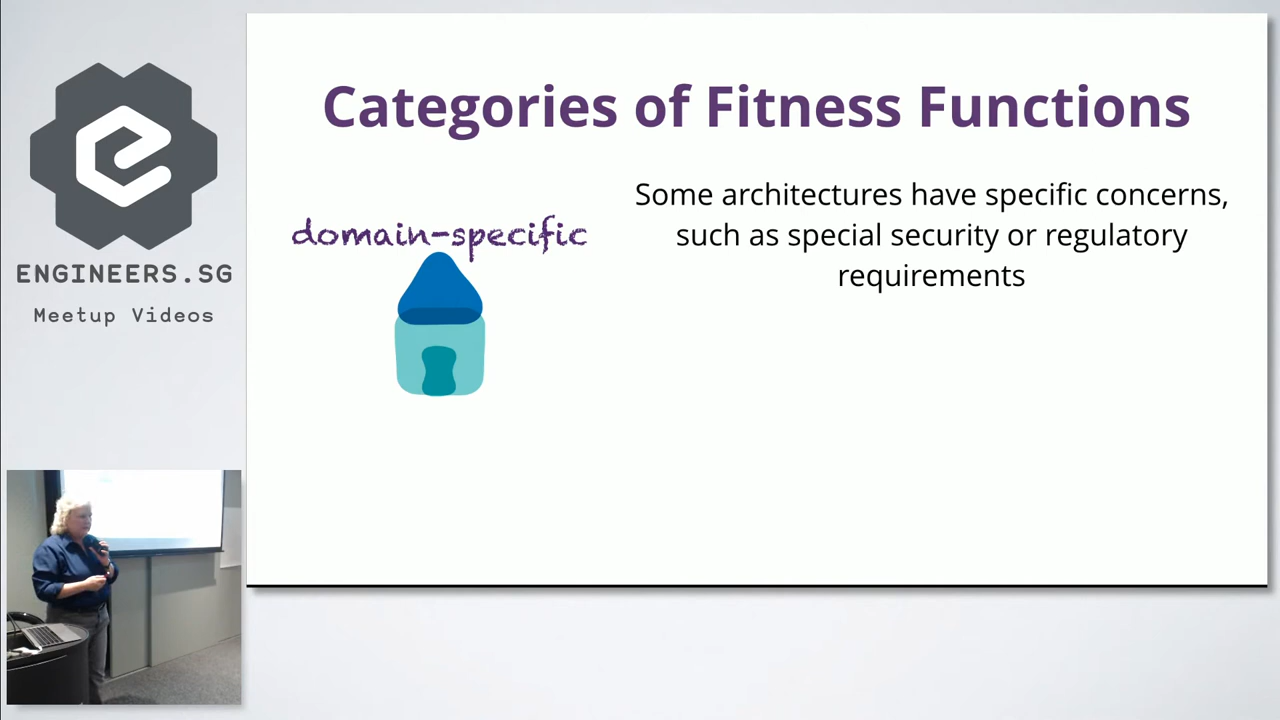 ENGINEERS.SG
Meetup Videos
Categories of Fitness Functions
domain-specific
Some architectures have specific concerns,
such as special security or regulatory
requirements